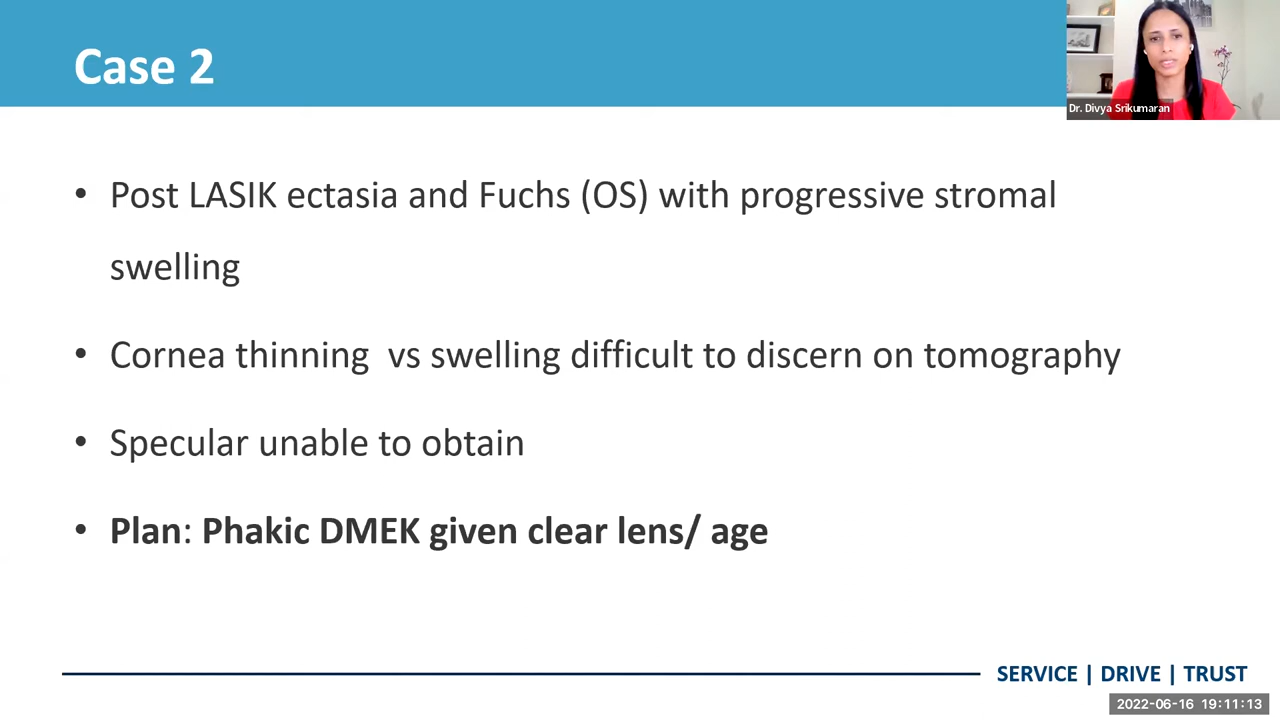 Case 2
Dr. Divya Srikumaran
• Post LASIK ectasia and Fuchs (OS) with progressive stromal
swelling
• Cornea thinning  vs swelling difficult to discern on tomography
• Specular unable to obtain
• Plan: Phakic DMEK given clear lens/ age
SERVICE | DRIVE | TRUST
2022-06-16 19:11:13